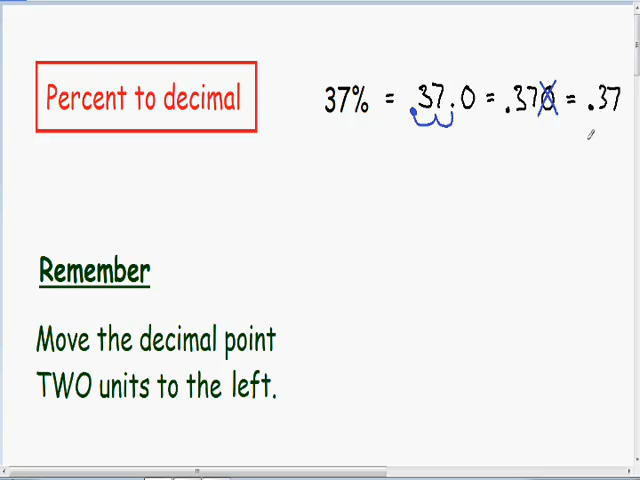 Percent to decimal
37% = .37.0 = .370 = .37
Remember
Move the decimal point
TWO units to the left.